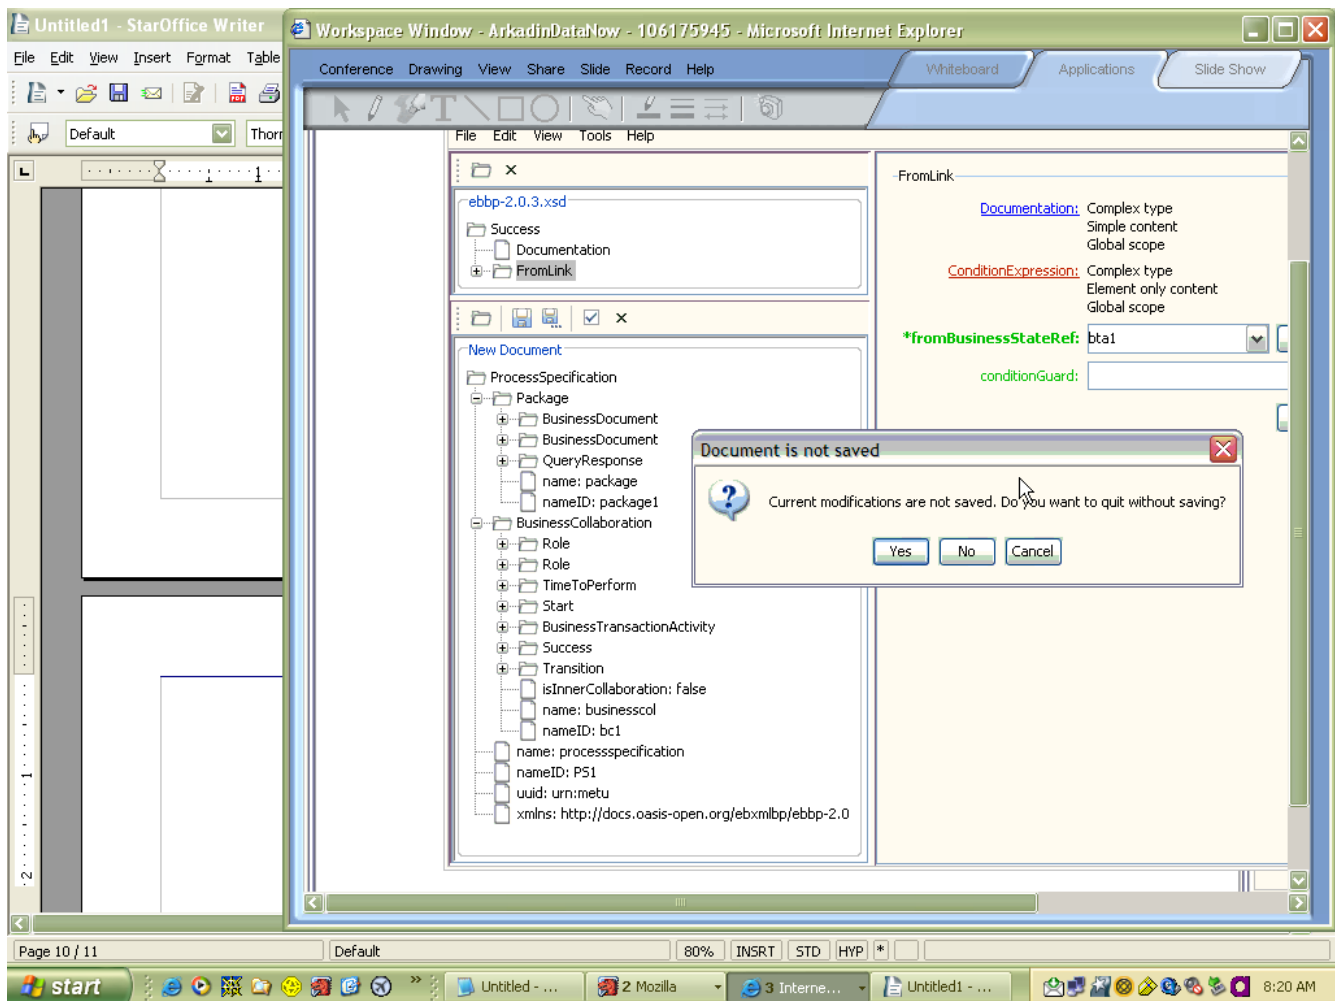 Untitled1 - StarOffice Writer
File Edit View Insert Format Table
Default
Thorr
1
Workspace Window - ArkadinDataNow - 106175945 - Microsoft Internet Explorer
Conference Drawing View Share Slide Record Help
Whiteboard
Applications
Slide Show
File Edit View Tools Help
ebbp-2.0.3.xsd
Success
Documentation
FromLink
New Document
ProcessSpecification
Package
BusinessDocument
BusinessDocument
QueryResponse
name: package
nameID: package1
BusinessCollaboration
Role
Role
TimeToPerform
Start
BusinessTransactionActivity
Success
Transition
isInnerCollaboration: false
name: businesscol
nameID: bc1
name: processspecification
nameID: PS1
uuid: urn:metu
xmlns: http://docs.oasis-open.org/ebxmlbp/ebbp-2.0
FromLink
Documentation: Complex type
Simple content
Global scope
ConditionExpression: Complex type
Element only content
Global scope
*fromBusinessStateRef: bta1
conditionGuard:
Document is not saved
Current modifications are not saved. Do you want to quit without saving?
Yes No Cancel
1
2
Page 10 / 11
Default
80% INSRT STD HYP *
start
Untitled - ...
2 Mozilla
3 Interne...
Untitled1 - ...
8:20 AM